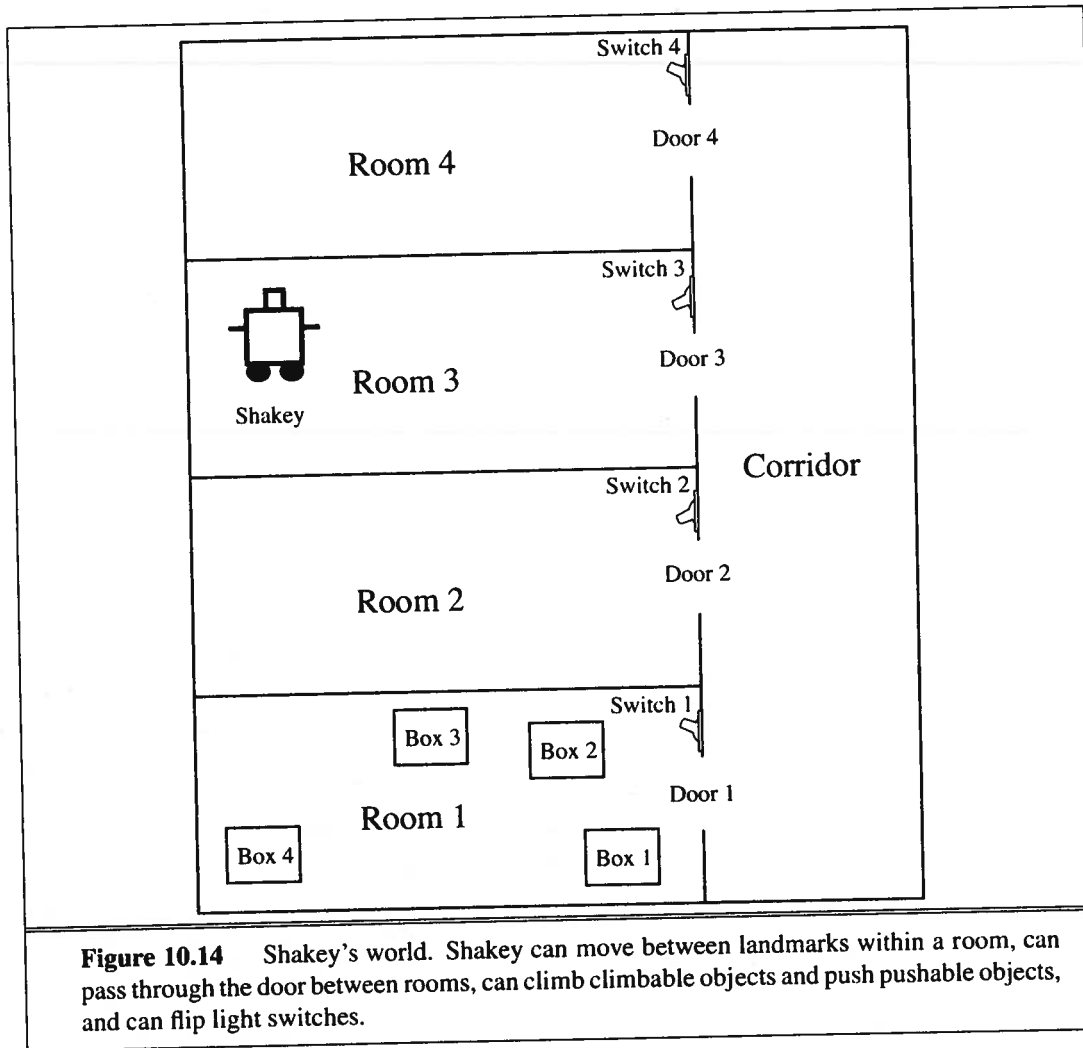 Switch 4
Door 4
Room 4
Switch 3
Door 3
Room 3
Shakey
Corridor
Switch 2
Door 2
Room 2
Switch 1
Box 3
Box 2
Door 1
Room 1
Box 4
Box 1
Figure 10.14 Shakey's world. Shakey can move between landmarks within a room, can
pass through the door between rooms, can climb climbable objects and push pushable objects,
and can flip light switches.